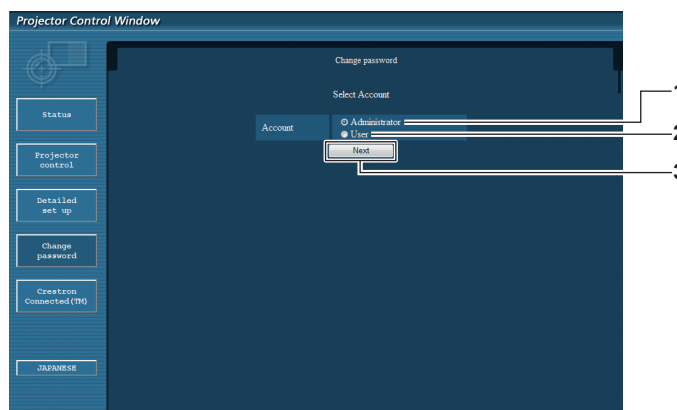 Projector Control Window
Change password
Select Account
Status
Account
Administrator
User
Next
Projector
control
Detailed
set up
Change
password
Crestron
Connected(TM)
JAPANESE
1
2
3